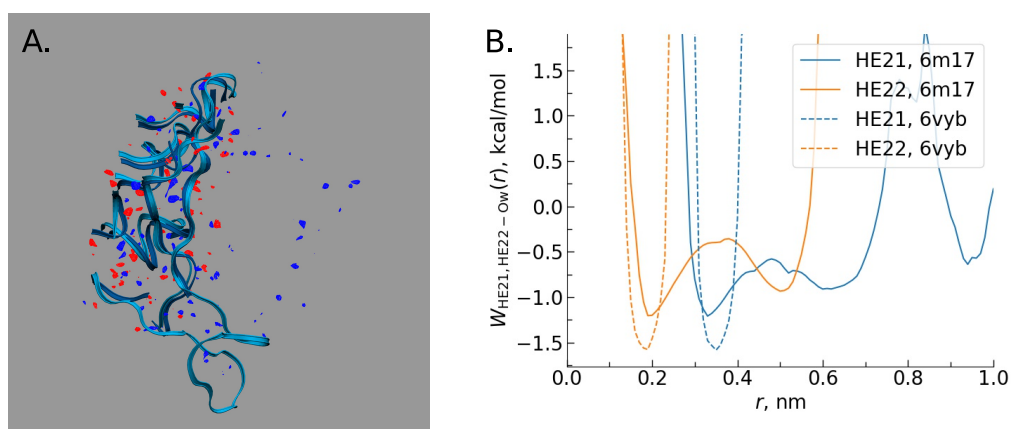 A.
B.
W_HE21, HE22 − Ow(r), kcal/mol
1.5
1.0
0.5
0.0
−0.5
−1.0
−1.5
HE21, 6m17
HE22, 6m17
HE21, 6vyb
HE22, 6vyb
0.0 0.2 0.4 0.6 0.8 1.0
r, nm